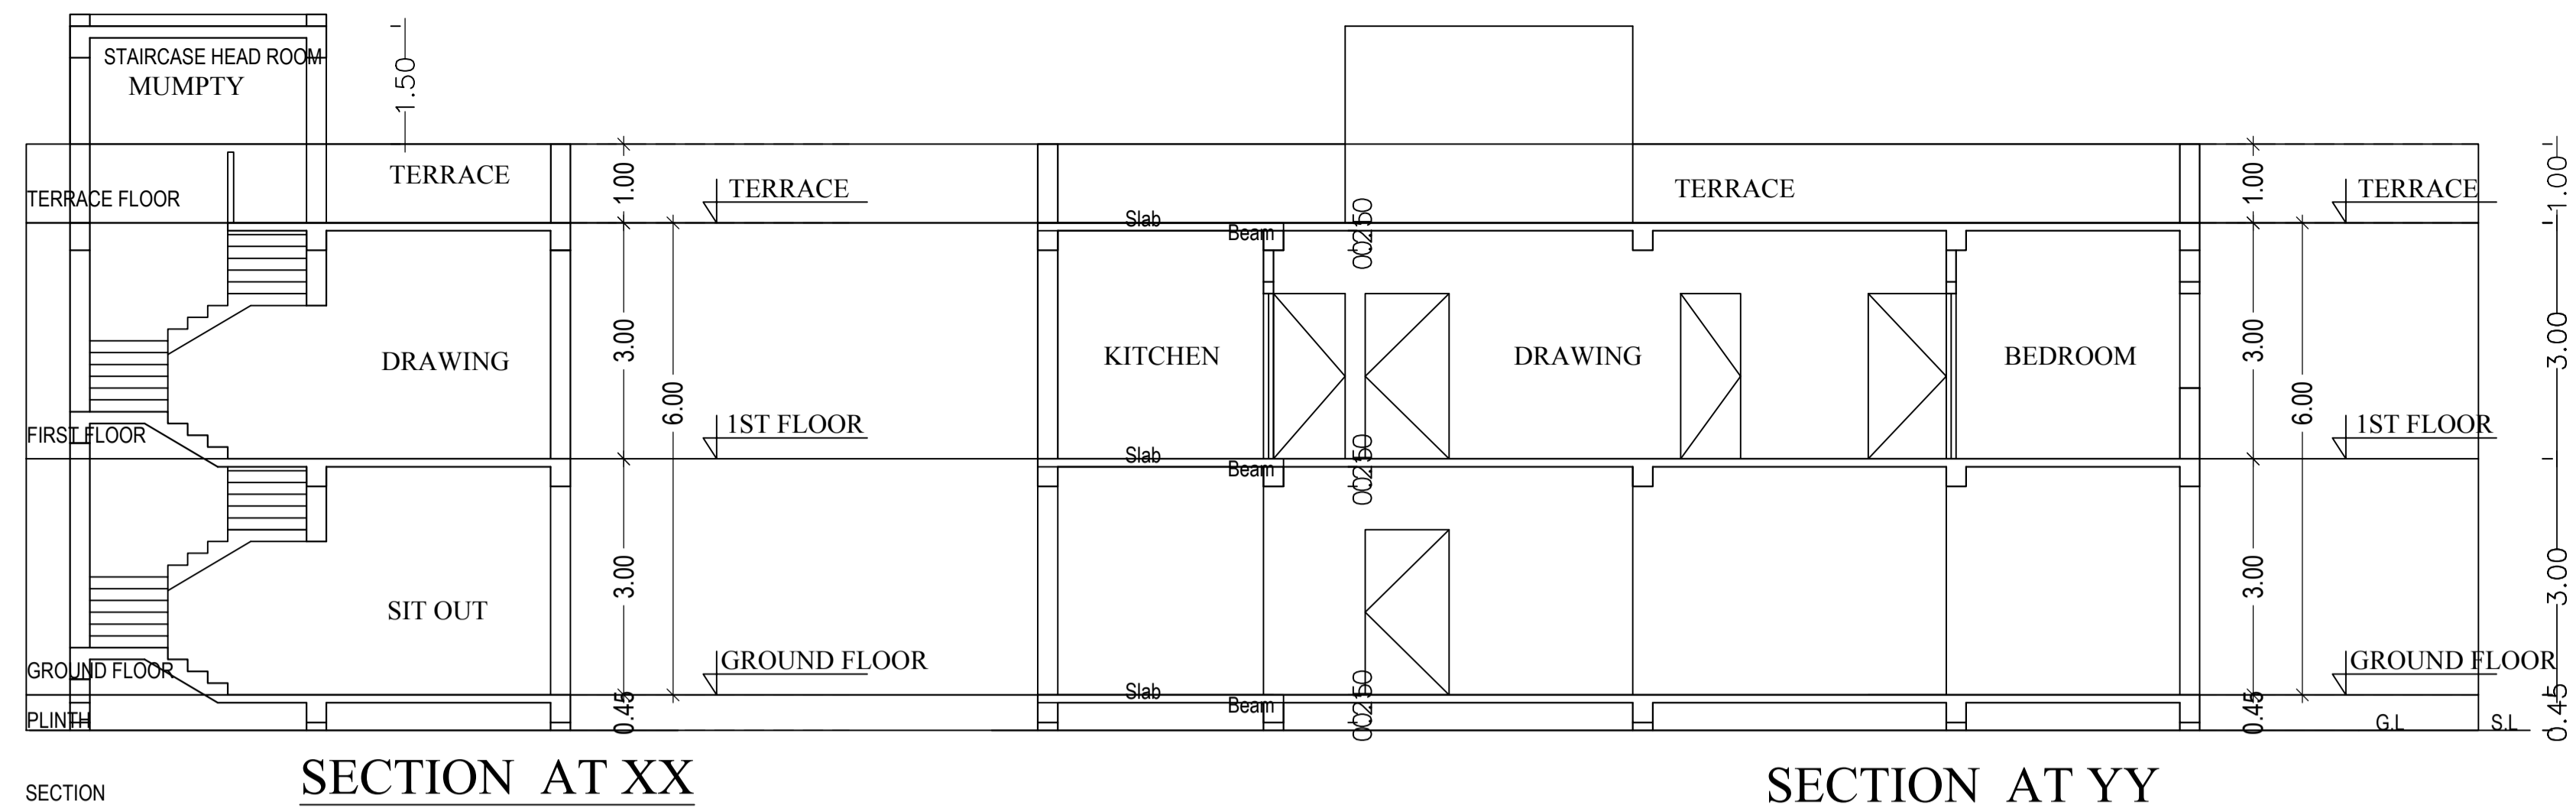 STAIRCASE HEAD ROOM
MUMPTY
1.50
TERRACE
TERRACE FLOOR
1.00
TERRACE
Slab
Beam
TERRACE
1.00
TERRACE
1.00
DRAWING
3.00
6.00
KITCHEN
DRAWING
BEDROOM
3.00
6.00
3.00
FIRST FLOOR
1ST FLOOR
Slab
Beam
1ST FLOOR
SIT OUT
3.00
3.00
3.00
GROUND FLOOR
GROUND FLOOR
Slab
Beam
GROUND FLOOR
PLINTH
0.45
0.45
G.L
S.L
0.45
SECTION
SECTION AT XX
SECTION AT YY